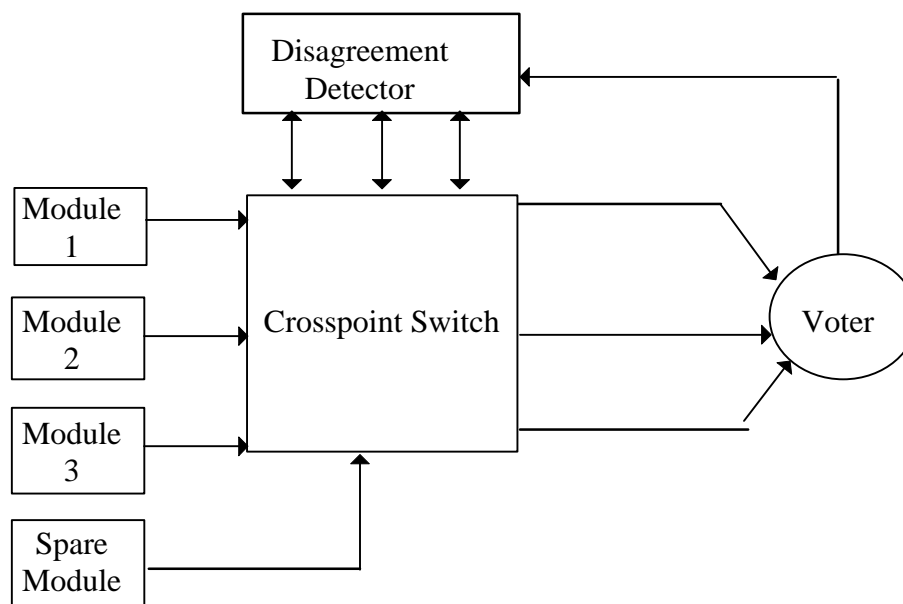 Disagreement
Detector
Module
1
Module
2
Module
3
Spare
Module
Crosspoint Switch
Voter